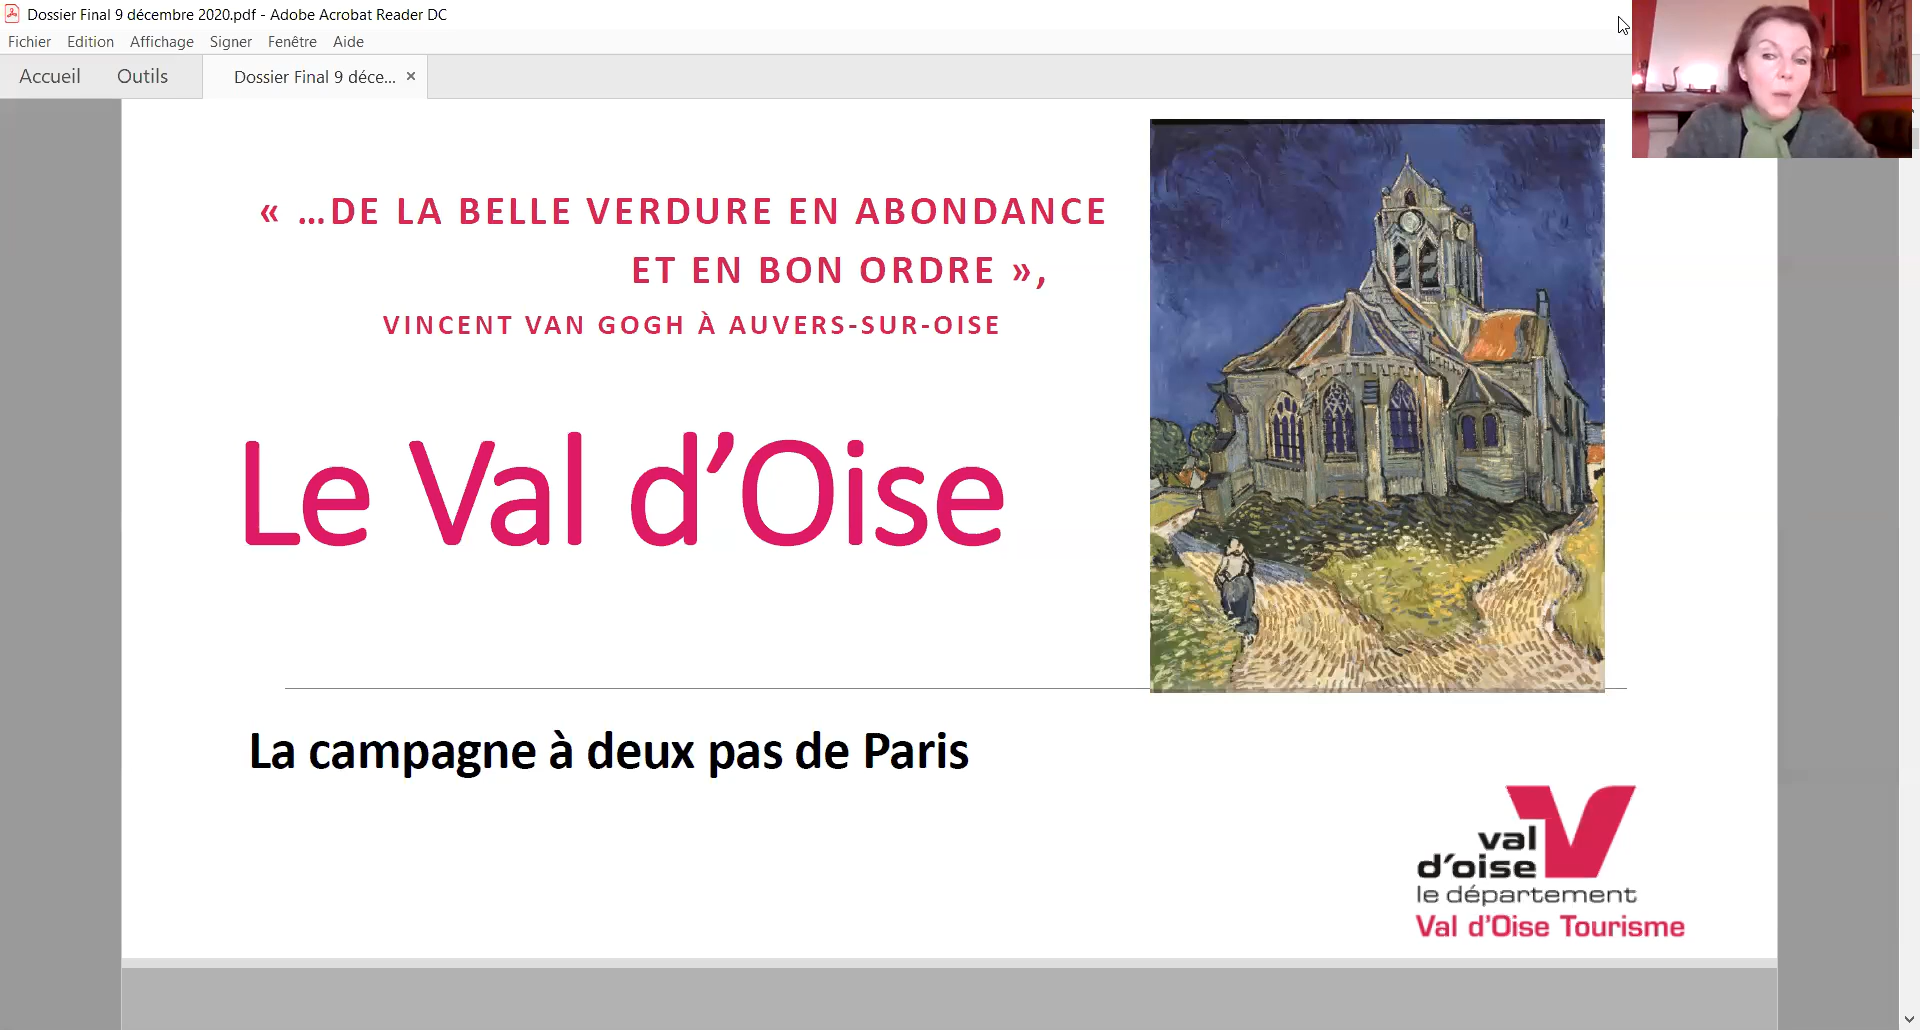 Dossier Final 9 décembre 2020.pdf - Adobe Acrobat Reader DC
Fichier Edition Affichage Signer Fenêtre Aide
Accueil Outils Dossier Final 9 déce... ×
« ...DE LA BELLE VERDURE EN ABONDANCE
ET EN BON ORDRE »,
VINCENT VAN GOGH À AUVERS-SUR-OISE
Le Val d’Oise
La campagne à deux pas de Paris
val
d’oise
le département
Val d’Oise Tourisme